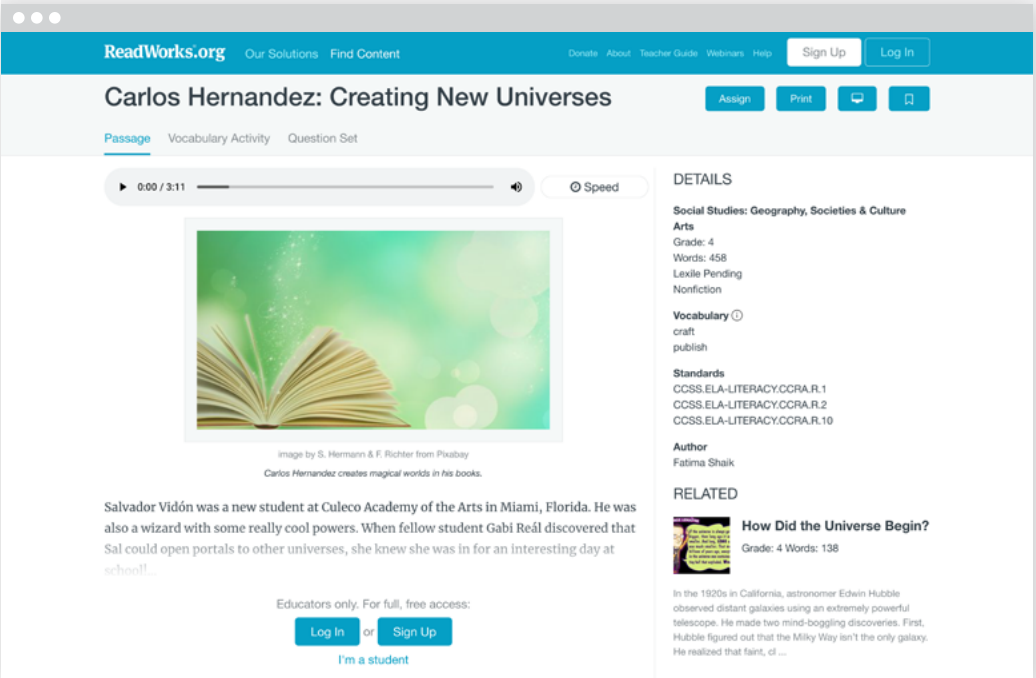 ReadWorks.org Our Solutions Find Content Donate About Teacher Guide Webinars Help Sign Up Log In
Carlos Hernandez: Creating New Universes Assign Print
Passage Vocabulary Activity Question Set
0:00 / 3:11 Speed
image by S. Hermann & F. Richter from Pixabay
Carlos Hernandez creates magical worlds in his books.
Salvador Vidón was a new student at Culeco Academy of the Arts in Miami, Florida. He was
also a wizard with some really cool powers. When fellow student Gabi Reál discovered that
Sal could open portals to other universes, she knew she was in for an interesting day at
school!...
Educators only. For full, free access:
Log In or Sign Up
I'm a student
DETAILS
Social Studies: Geography, Societies & Culture
Arts
Grade: 4
Words: 458
Lexile Pending
Nonfiction
Vocabulary
craft
publish
Standards
CCSS.ELA-LITERACY.CCRA.R.1
CCSS.ELA-LITERACY.CCRA.R.2
CCSS.ELA-LITERACY.CCRA.R.10
Author
Fatima Shaik
RELATED
How Did the Universe Begin?
Grade: 4 Words: 138
In the 1920s in California, astronomer Edwin Hubble
observed distant galaxies using an extremely powerful
telescope. He made two mind-boggling discoveries. First,
Hubble figured out that the Milky Way isn't the only galaxy.
He realized that faint, cl ...